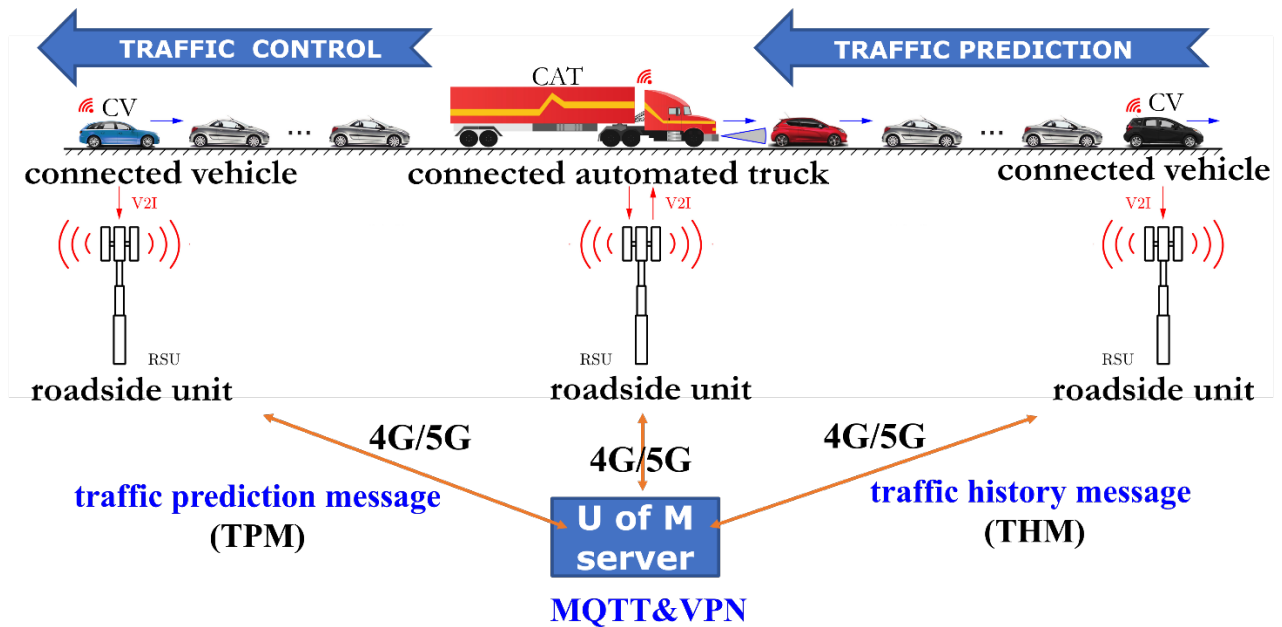 TRAFFIC CONTROL
TRAFFIC PREDICTION
CV
...
CAT
...
CV
connected vehicle
connected automated truck
connected vehicle
V2I
V2I
V2I
RSU
RSU
RSU
roadside unit
roadside unit
roadside unit
4G/5G
4G/5G
4G/5G
traffic prediction message
(TPM)
traffic history message
(THM)
U of M
server
MQTT&VPN